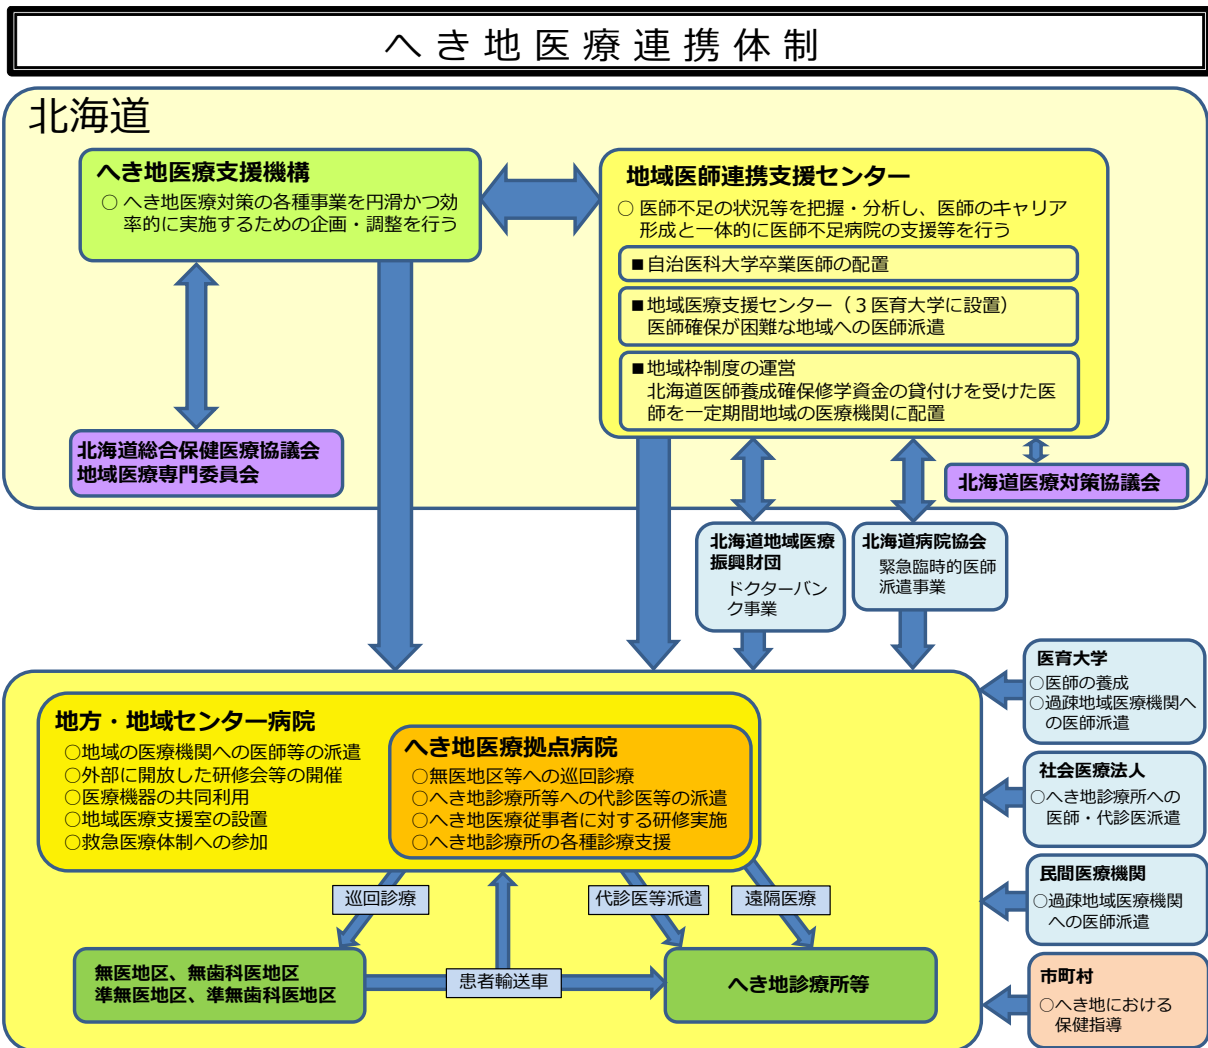 へき地医療連携体制
北海道
へき地医療支援機構
○ へき地医療対策の各種事業を円滑かつ効
率的に実施するための企画・調整を行う
地域医師連携支援センター
○ 医師不足の状況等を把握・分析し、医師のキャリア
形成と一体的に医師不足病院の支援等を行う
■自治医科大学卒業医師の配置
■地域医療支援センター（３医育大学に設置）
医師確保が困難な地域への医師派遣
■地域枠制度の運営
北海道医師養成確保修学資金の貸付けを受けた医
師を一定期間地域の医療機関に配置
北海道総合保健医療協議会
地域医療専門委員会
北海道医療対策協議会
北海道地域医療
振興財団
ドクターバン
ク事業
北海道病院協会
緊急臨時的医師
派遣事業
地方・地域センター病院
○地域の医療機関への医師等の派遣
○外部に開放した研修会等の開催
○医療機器の共同利用
○地域医療支援室の設置
○救急医療体制への参加
へき地医療拠点病院
○無医地区等への巡回診療
○へき地診療所等への代診医等の派遣
○へき地医療従事者に対する研修実施
○へき地診療所の各種診療支援
巡回診療
代診医等派遣
遠隔医療
無医地区、無歯科医地区
準無医地区、準無歯科医地区
患者輸送車
へき地診療所等
医育大学
○医師の養成
○過疎地域医療機関へ
の医師派遣
社会医療法人
○へき地診療所への
医師・代診医派遣
民間医療機関
○過疎地域医療機関
への医師派遣
市町村
○へき地における
保健指導